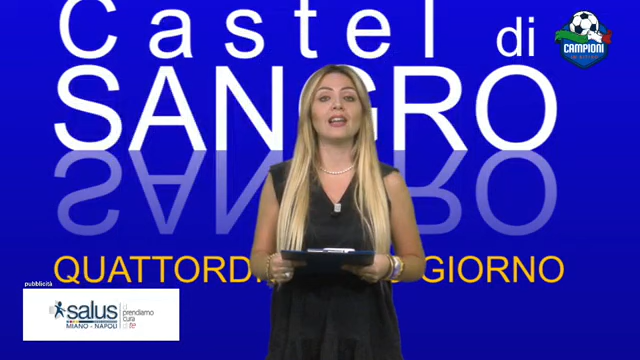 Castel di
SANGRO
QUATTORDI GIORNO
CAMPIONI
pubblicità
salus
MIANO - NAPOLI
ci
prendiamo
cura
di te